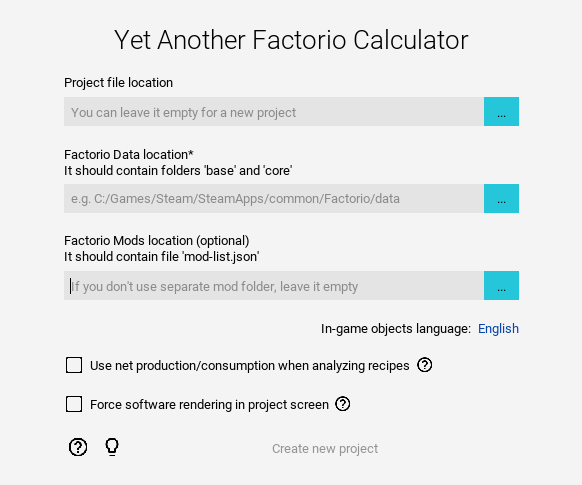 Yet Another Factorio Calculator
Project file location
You can leave it empty for a new project
...
Factorio Data location*
It should contain folders 'base' and 'core'
e.g. C:/Games/Steam/SteamApps/common/Factorio/data
...
Factorio Mods location (optional)
It should contain file 'mod-list.json'
If you don't use separate mod folder, leave it empty
...
In-game objects language: English
Use net production/consumption when analyzing recipes ?
Force software rendering in project screen ?
? Create new project